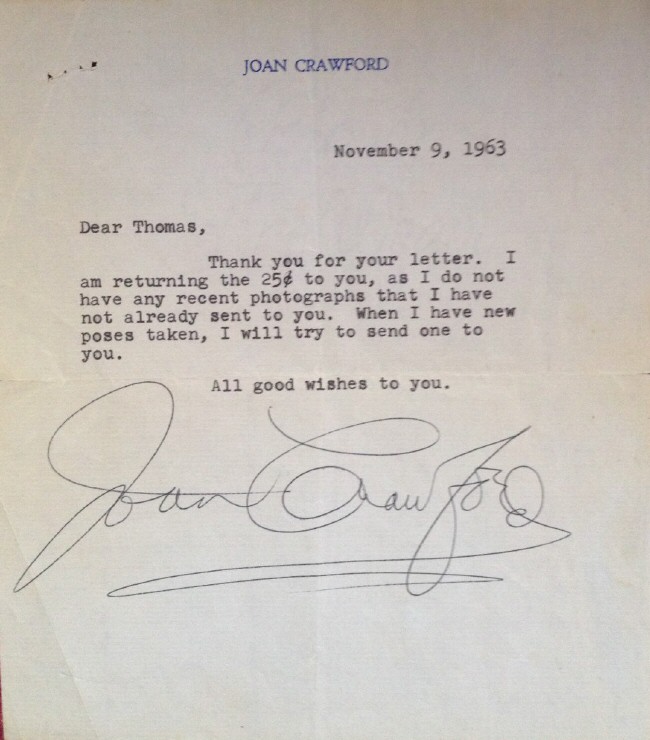 JOAN CRAWFORD
November 9, 1963
Dear Thomas,
Thank you for your letter. I
am returning the 25¢ to you, as I do not
have any recent photographs that I have
not already sent to you. When I have new
poses taken, I will try to send one to
you.
All good wishes to you.
Joan Crawford